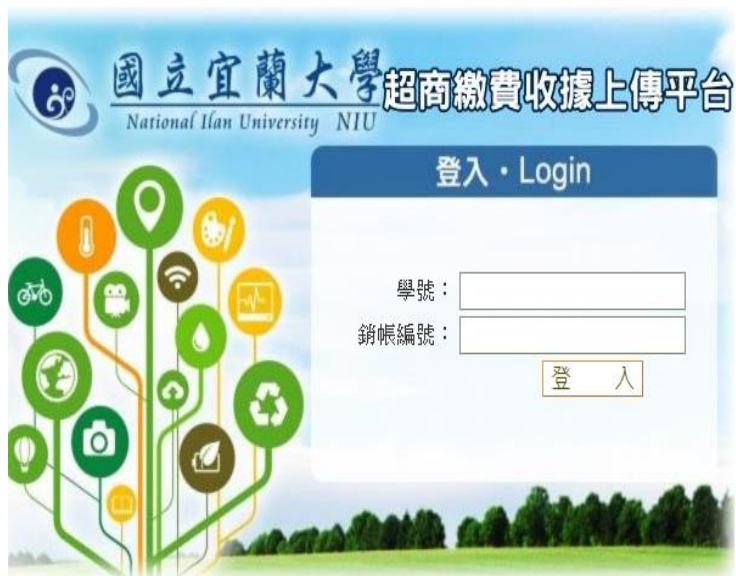 國立宜蘭大學
National Ilan University NIU
超商繳費收據上傳平台
登入・Login
學號：
銷帳編號：
登 入